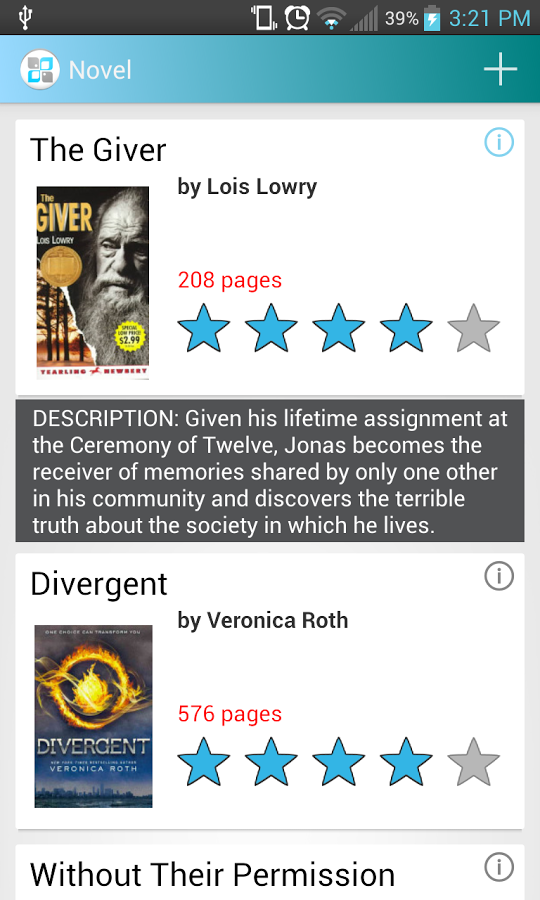 39% 3:21 PM
Novel
The Giver
by Lois Lowry
The
GIVER
LOIS LOWRY
SPECIAL
LOW PRICE!
$2.99
YEARLING NEWBERY
208 pages
DESCRIPTION: Given his lifetime assignment at
the Ceremony of Twelve, Jonas becomes the
receiver of memories shared by only one other
in his community and discovers the terrible
truth about the society in which he lives.
Divergent
by Veronica Roth
ONE CHOICE CAN TRANSFORM YOU
DIVERGENT
NEW YORK TIMES BESTSELLING AUTHOR
VERONICA ROTH
576 pages
Without Their Permission